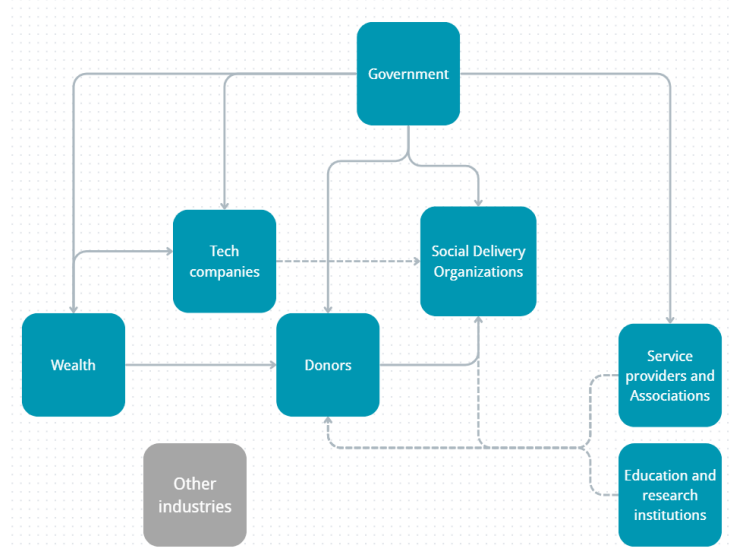 Government
Tech
companies
Social Delivery
Organizations
Wealth
Donors
Service
providers and
Associations
Other
industries
Education and
research
institutions